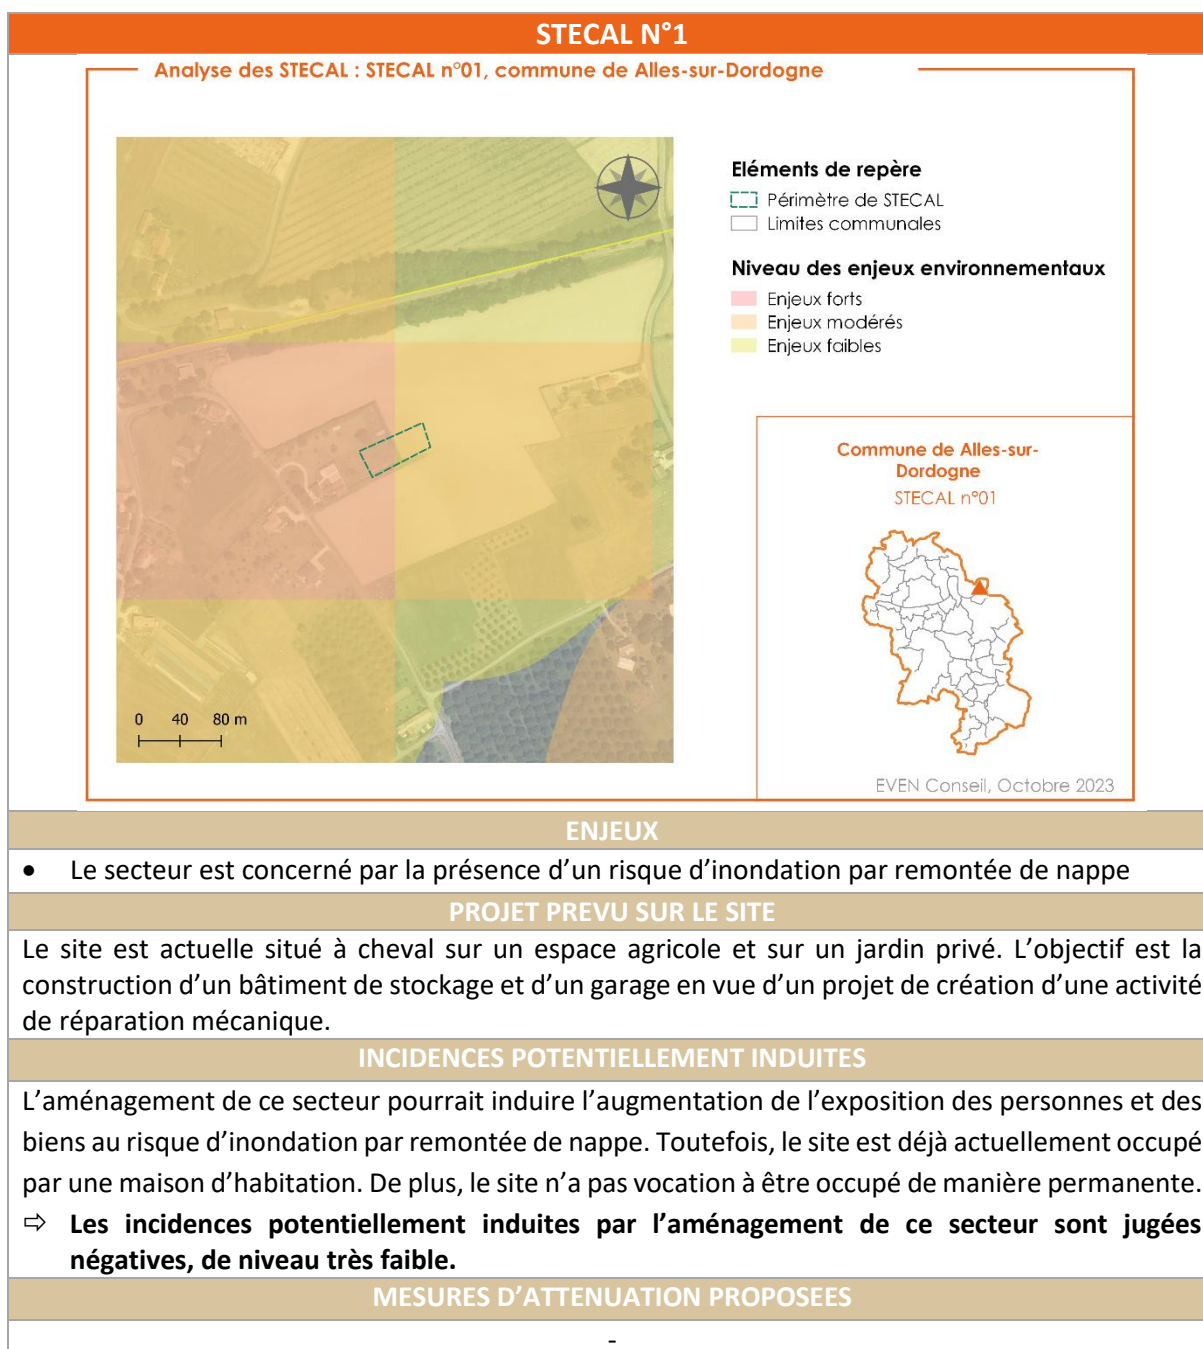 STECAL N°1
Analyse des STECAL : STECAL n°01, commune de Alles-sur-Dordogne
Eléments de repère
Périmètre de STECAL
Limites communales
Niveau des enjeux environnementaux
Enjeux forts
Enjeux modérés
Enjeux faibles
0 40 80 m
Commune de Alles-sur-
Dordogne
STECAL n°01
EVEN Conseil, Octobre 2023
ENJEUX
• Le secteur est concerné par la présence d’un risque d’inondation par remontée de nappe
PROJET PREVU SUR LE SITE
Le site est actuelle situé à cheval sur un espace agricole et sur un jardin privé. L’objectif est la
construction d’un bâtiment de stockage et d’un garage en vue d’un projet de création d’une activité
de réparation mécanique.
INCIDENCES POTENTIELLEMENT INDUITES
L’aménagement de ce secteur pourrait induire l’augmentation de l’exposition des personnes et des
biens au risque d’inondation par remontée de nappe. Toutefois, le site est déjà actuellement occupé
par une maison d’habitation. De plus, le site n’a pas vocation à être occupé de manière permanente.
⇨ Les incidences potentiellement induites par l’aménagement de ce secteur sont jugées
négatives, de niveau très faible.
MESURES D’ATTENUATION PROPOSEES
-